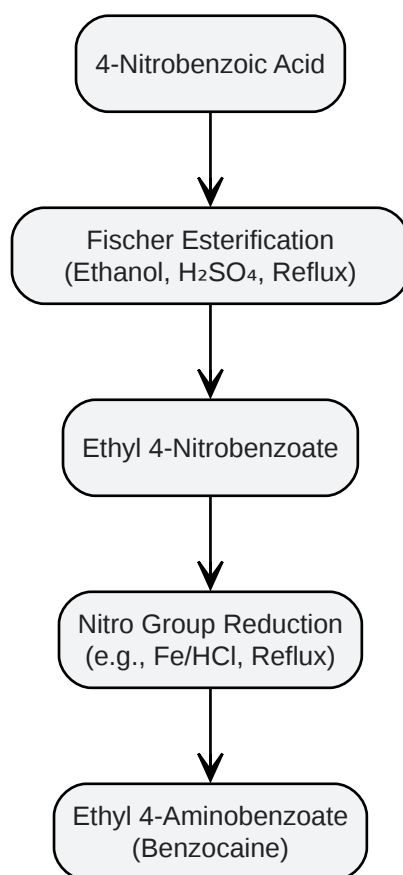 4-Nitrobenzoic Acid
Fischer Esterification
(Ethanol, H₂SO₄, Reflux)
Ethyl 4-Nitrobenzoate
Nitro Group Reduction
(e.g., Fe/HCl, Reflux)
Ethyl 4-Aminobenzoate
(Benzocaine)